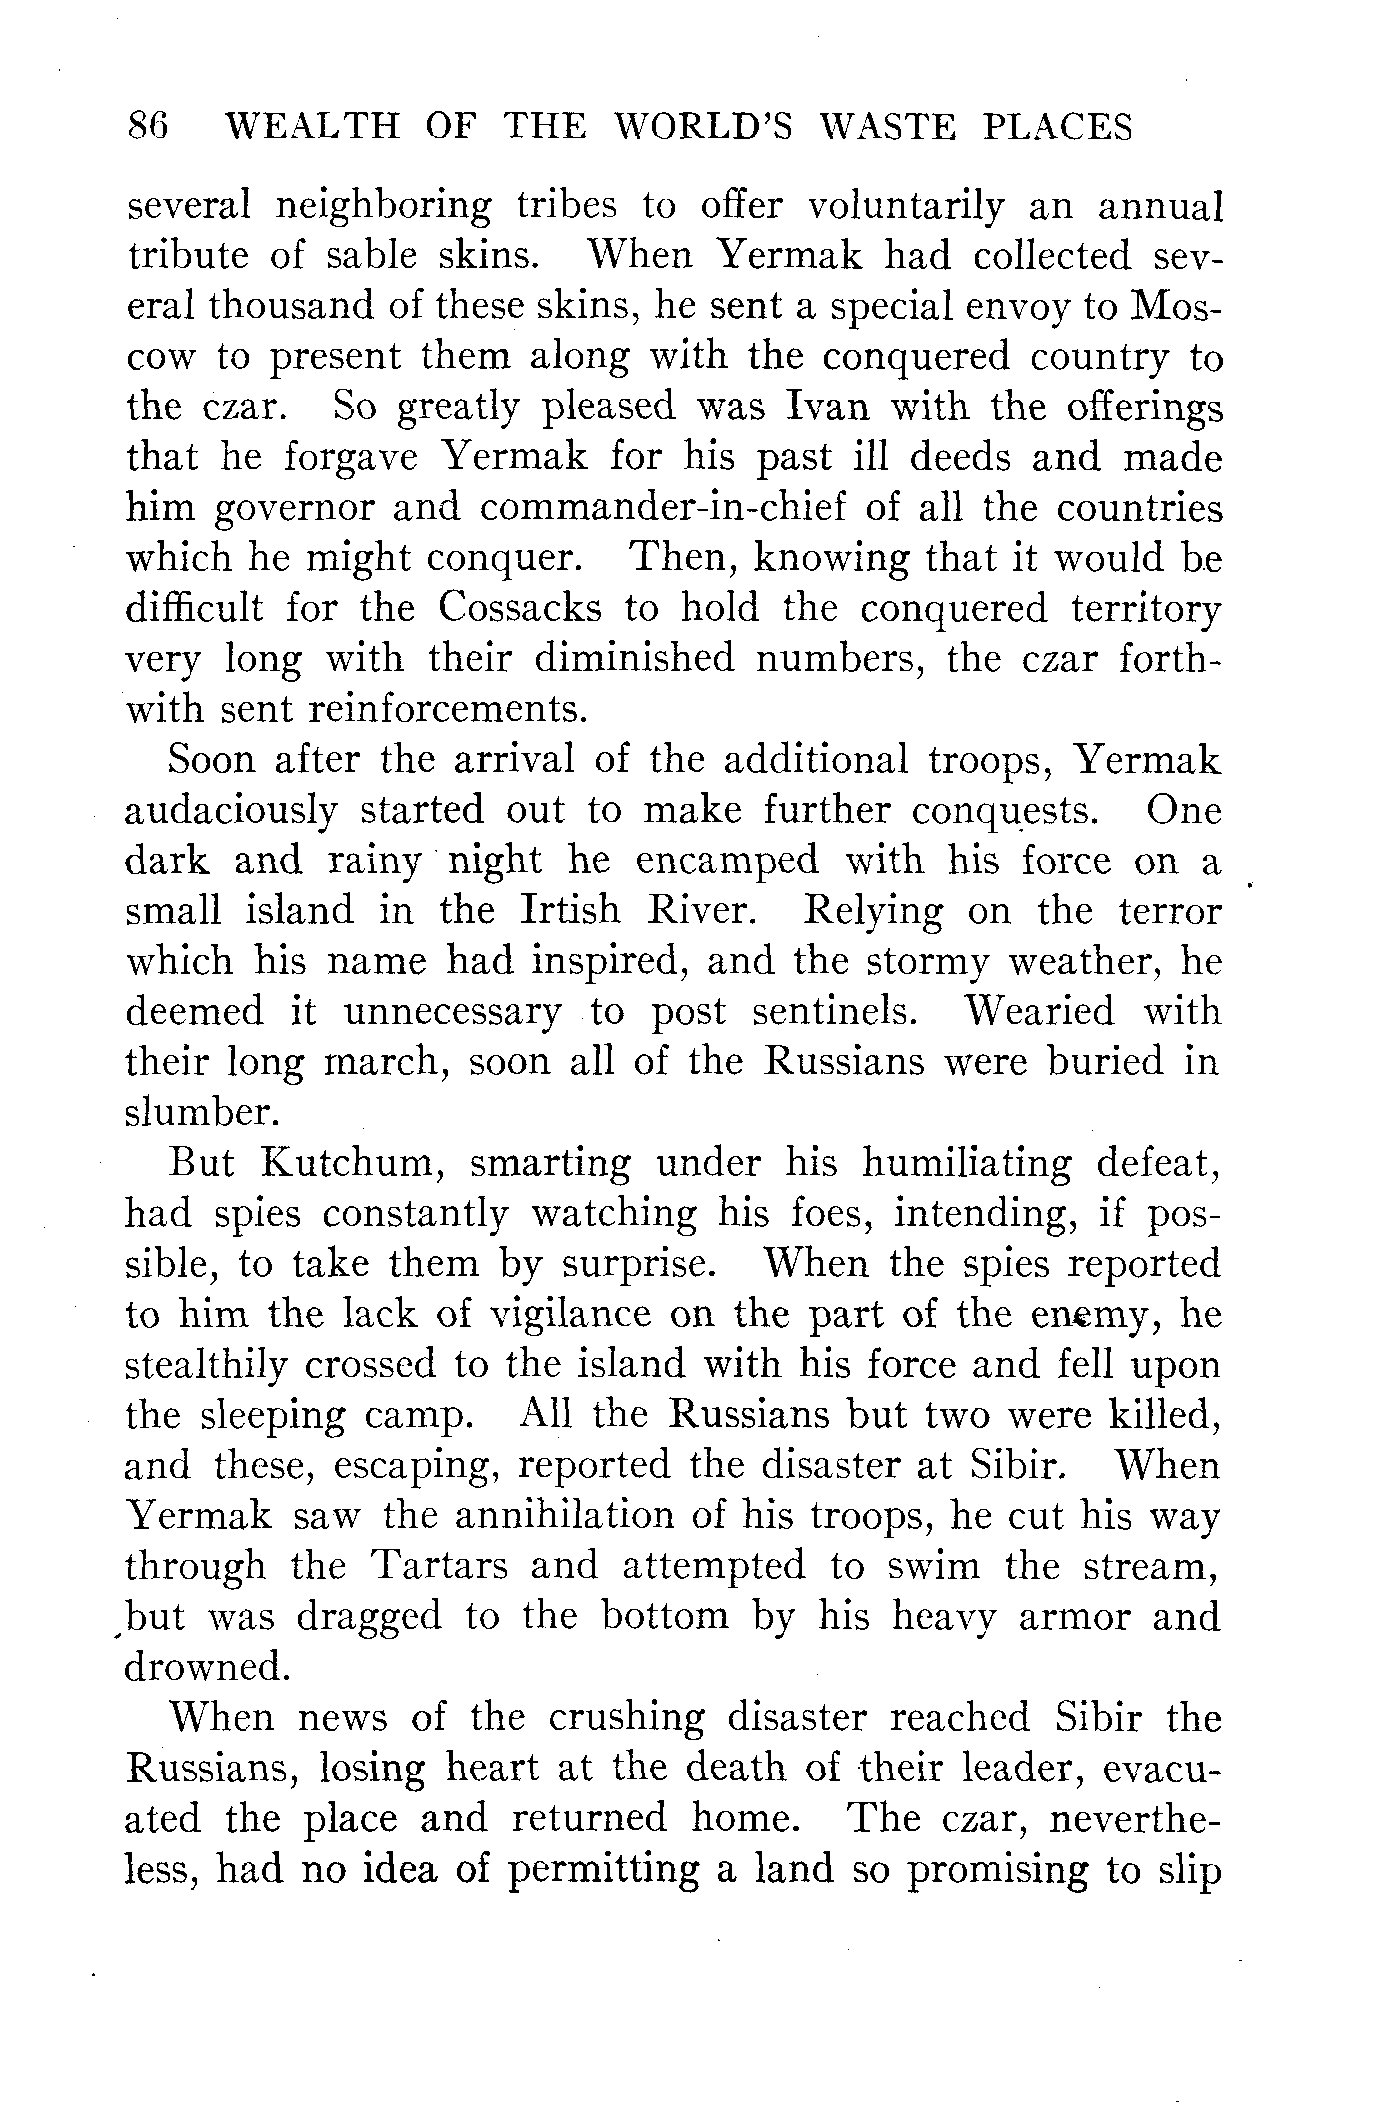 86 WEALTH OF THE WORLD'S WASTE PLACES
several neighboring tribes to offer voluntarily an annual
tribute of sable skins. When Yermak had collected sev-
eral thousand of these skins, he sent a special envoy to Mos-
cow to present them along with the conquered country to
the czar. So greatly pleased was Ivan with the offerings
that he forgave Yermak for his past ill deeds and made
him governor and commander-in-chief of all the countries
which he might conquer. Then, knowing that it would be
difficult for the Cossacks to hold the conquered territory
very long with their diminished numbers, the czar forth-
with sent reinforcements.
Soon after the arrival of the additional troops, Yermak
audaciously started out to make further conquests. One
dark and rainy night he encamped with his force on a
small island in the Irtish River. Relying on the terror
which his name had inspired, and the stormy weather, he
deemed it unnecessary to post sentinels. Wearied with
their long march, soon all of the Russians were buried in
slumber.
But Kutchum, smarting under his humiliating defeat,
had spies constantly watching his foes, intending, if pos-
sible, to take them by surprise. When the spies reported
to him the lack of vigilance on the part of the enemy, he
stealthily crossed to the island with his force and fell upon
the sleeping camp. All the Russians but two were killed,
and these, escaping, reported the disaster at Sibir. When
Yermak saw the annihilation of his troops, he cut his way
through the Tartars and attempted to swim the stream,
but was dragged to the bottom by his heavy armor and
drowned.
When news of the crushing disaster reached Sibir the
Russians, losing heart at the death of their leader, evacu-
ated the place and returned home. The czar, neverthe-
less, had no idea of permitting a land so promising to slip